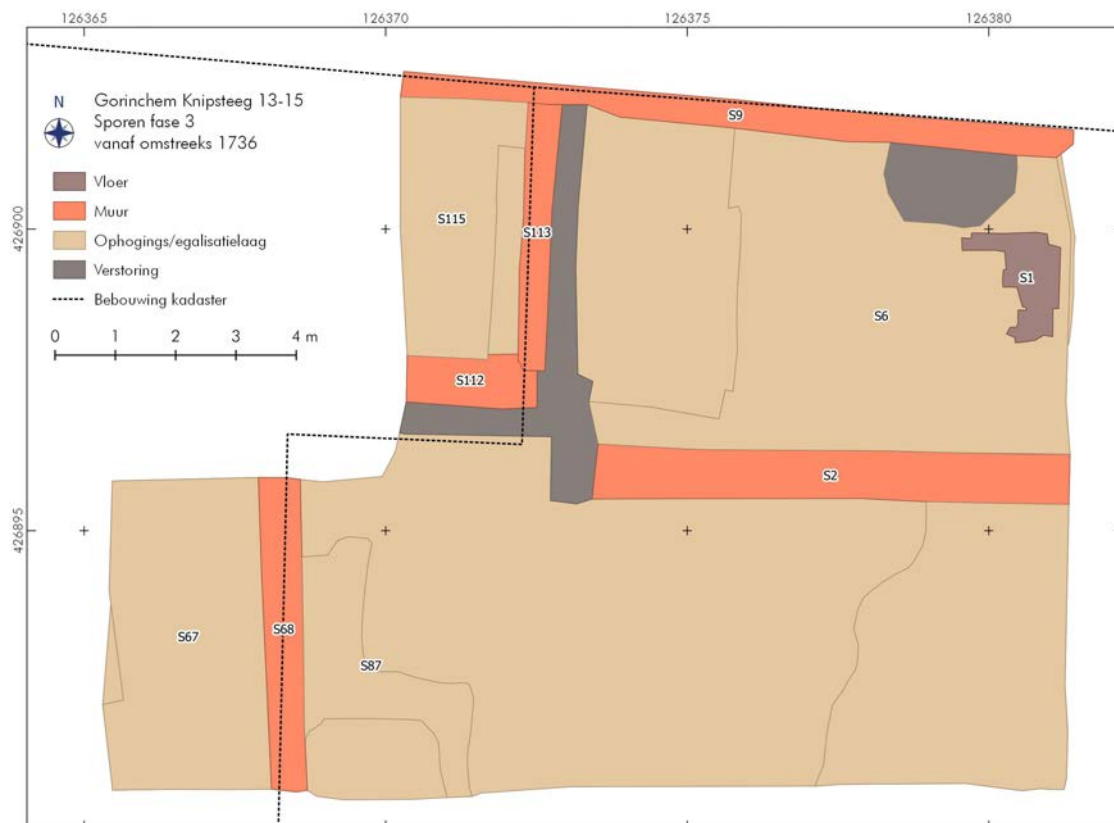 126365 126370 126375 126380
N
Gorinchem Knipsteeg 13-15
Sporen fase 3
vanaf omstreeks 1736
Vloer
Muur
Ophogings/egalisatielaag
Verstoring
Bebouwing kadaster
0 1 2 3 4 m
426900
426895
S9
S115
S113
S1
S6
S112
S2
S68
S67
S87